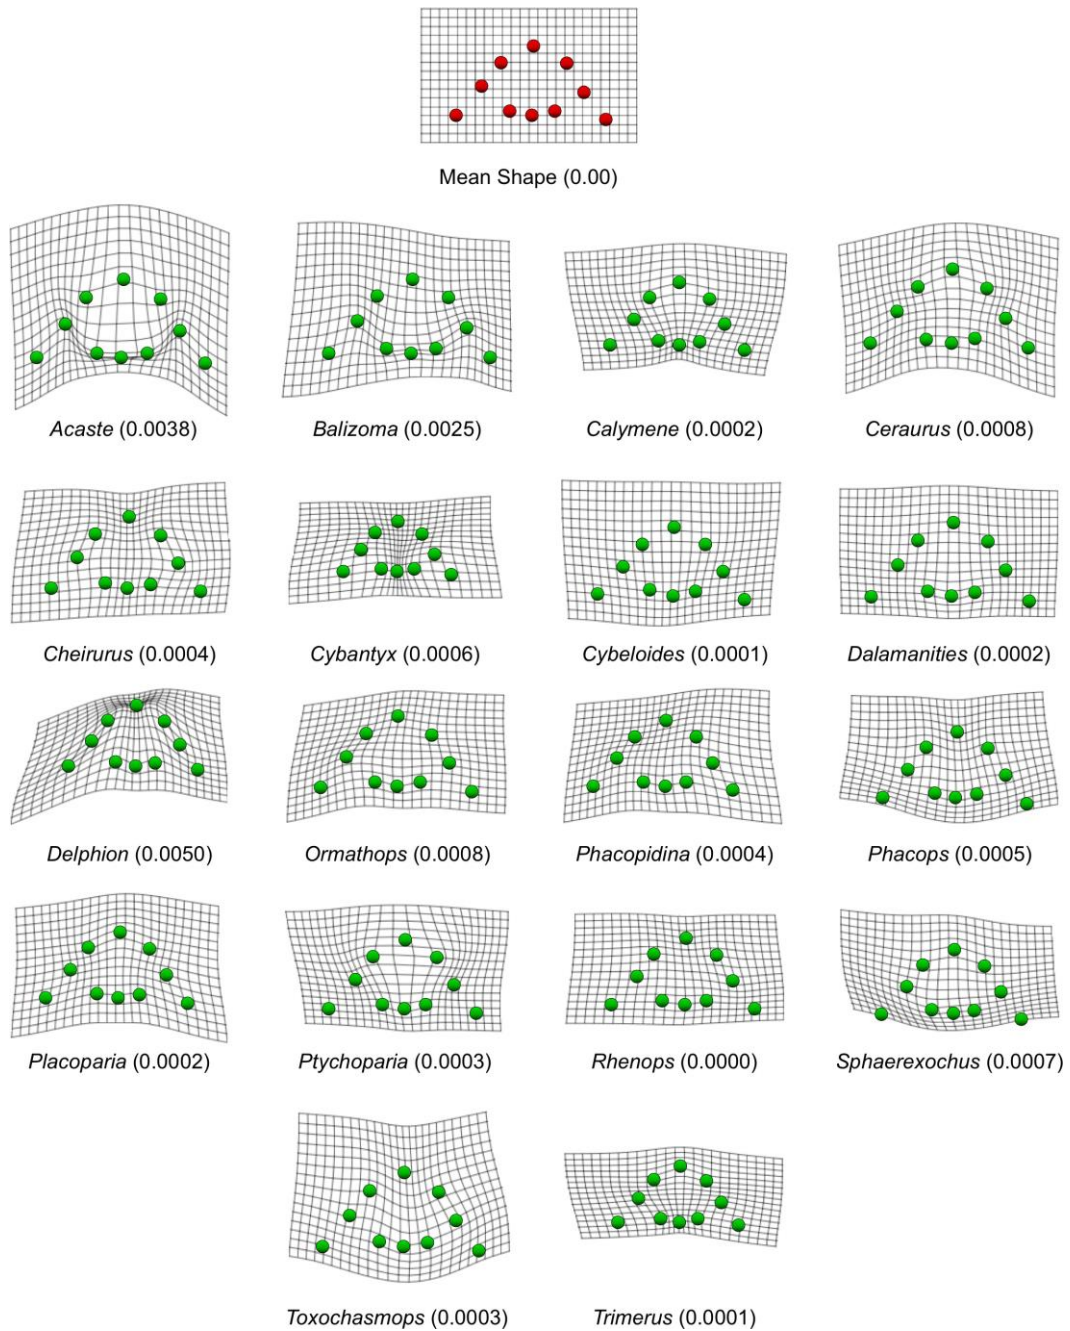 Mean Shape (0.00)
Acaste (0.0038) Balizoma (0.0025) Calymene (0.0002) Ceraurus (0.0008)
Cheirurus (0.0004) Cybantyx (0.0006) Cybeloides (0.0001) Dalamanities (0.0002)
Delphion (0.0050) Ormathops (0.0008) Phacopidina (0.0004) Phacops (0.0005)
Placoparia (0.0002) Ptychoparia (0.0003) Rhenops (0.0000) Sphaerexochus (0.0007)
Toxochasmops (0.0003) Trimerus (0.0001)